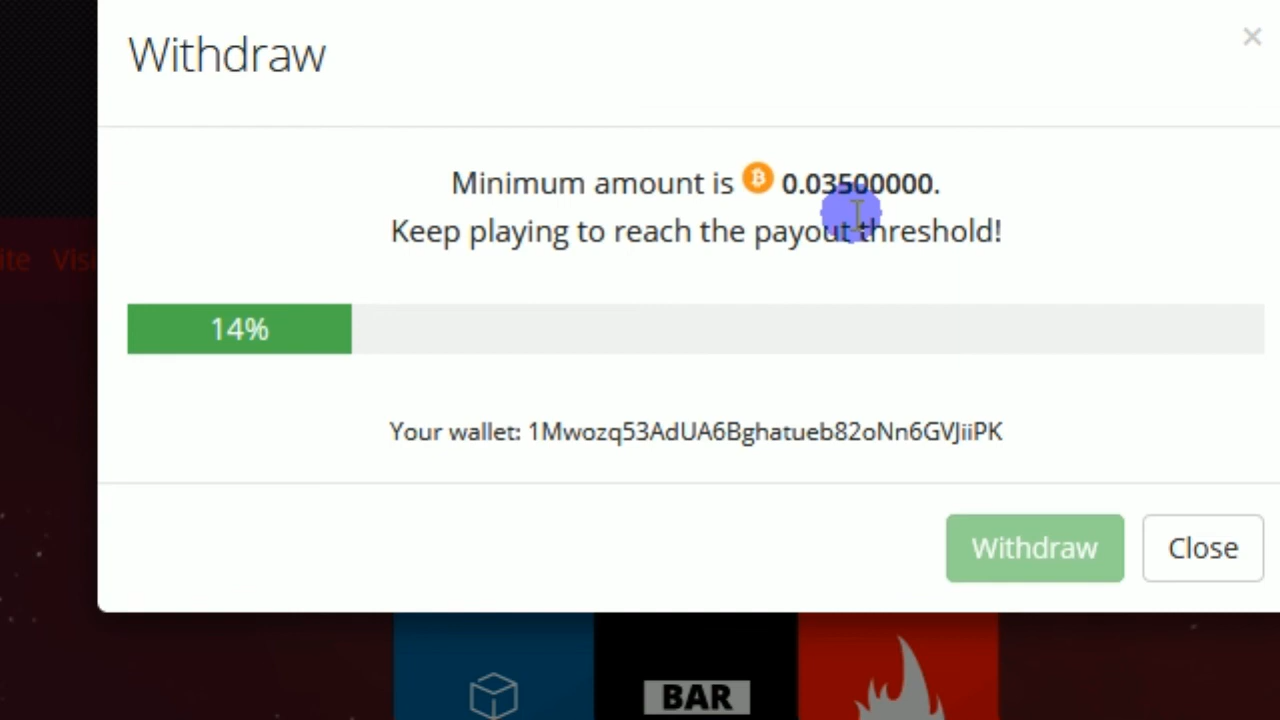 Withdraw
×
Minimum amount is 0.03500000.
Keep playing to reach the payout threshold!
14%
Your wallet: 1Mwozq53AdUA6Bghatueb82oNn6GVJiiPK
Withdraw Close
BAR